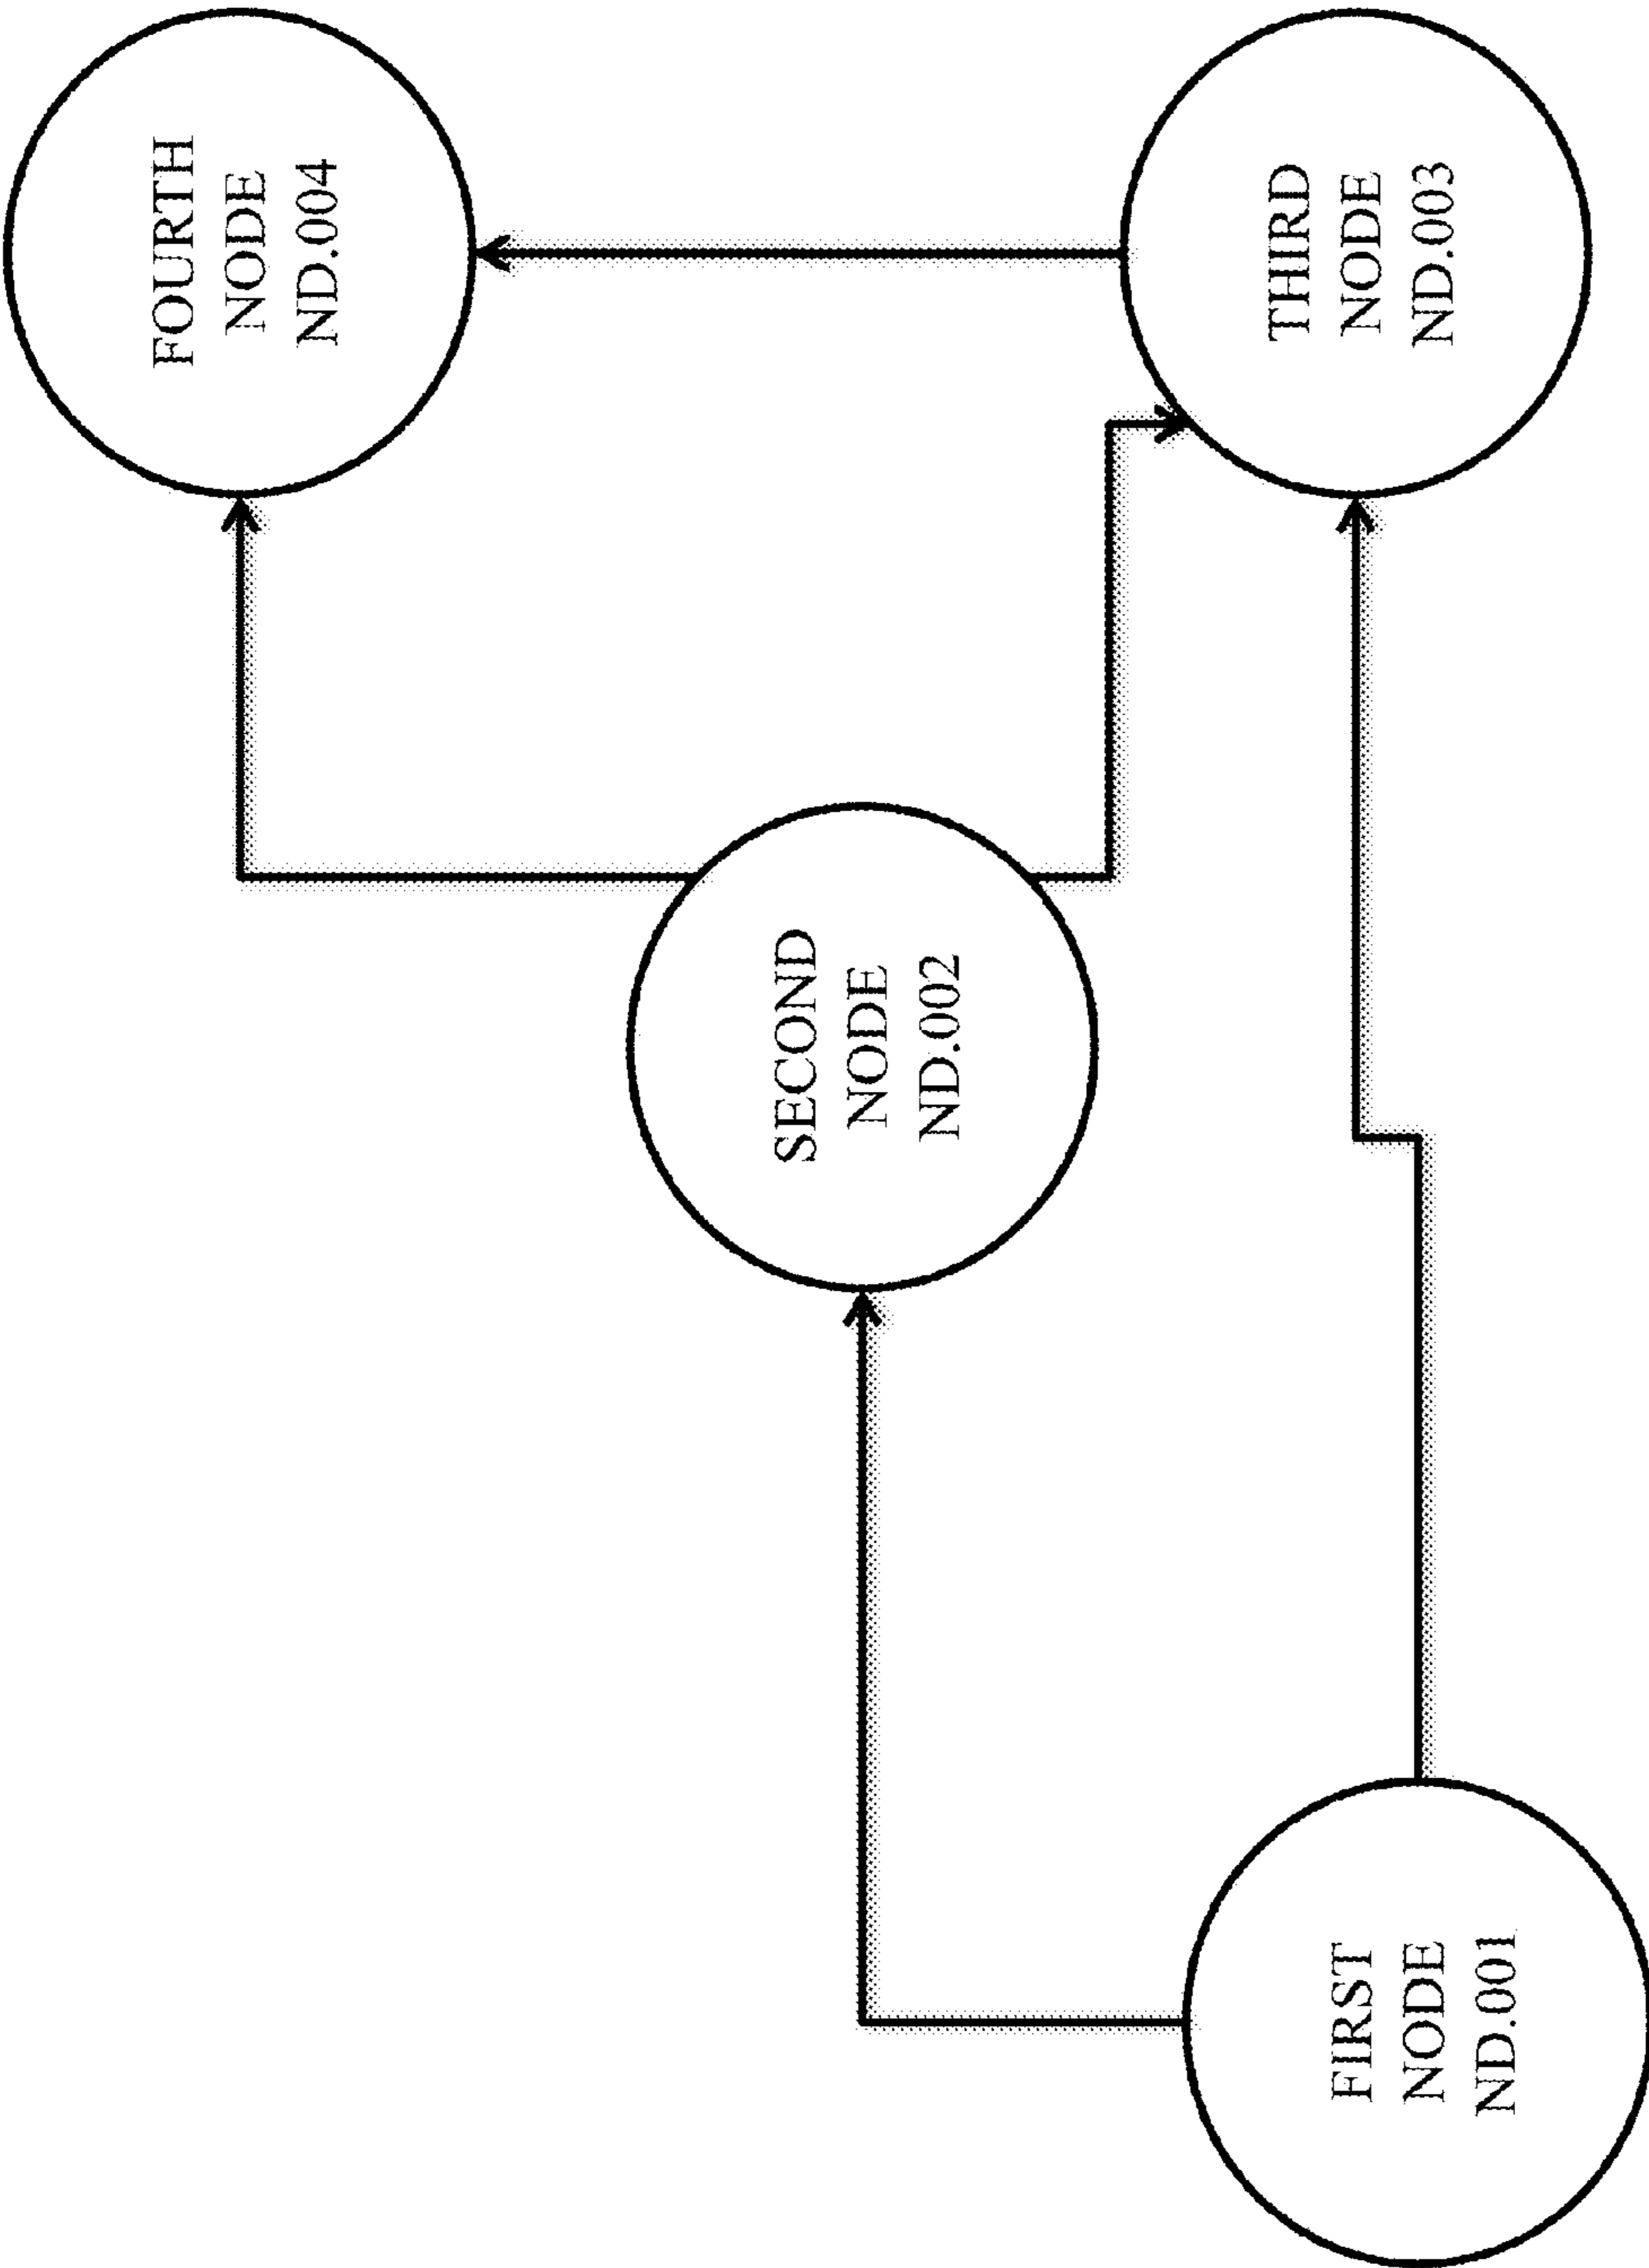 FIRST
NODE
ND.001
SECOND
NODE
ND.002
FOURTH
NODE
ND.004
THIRD
NODE
ND.003